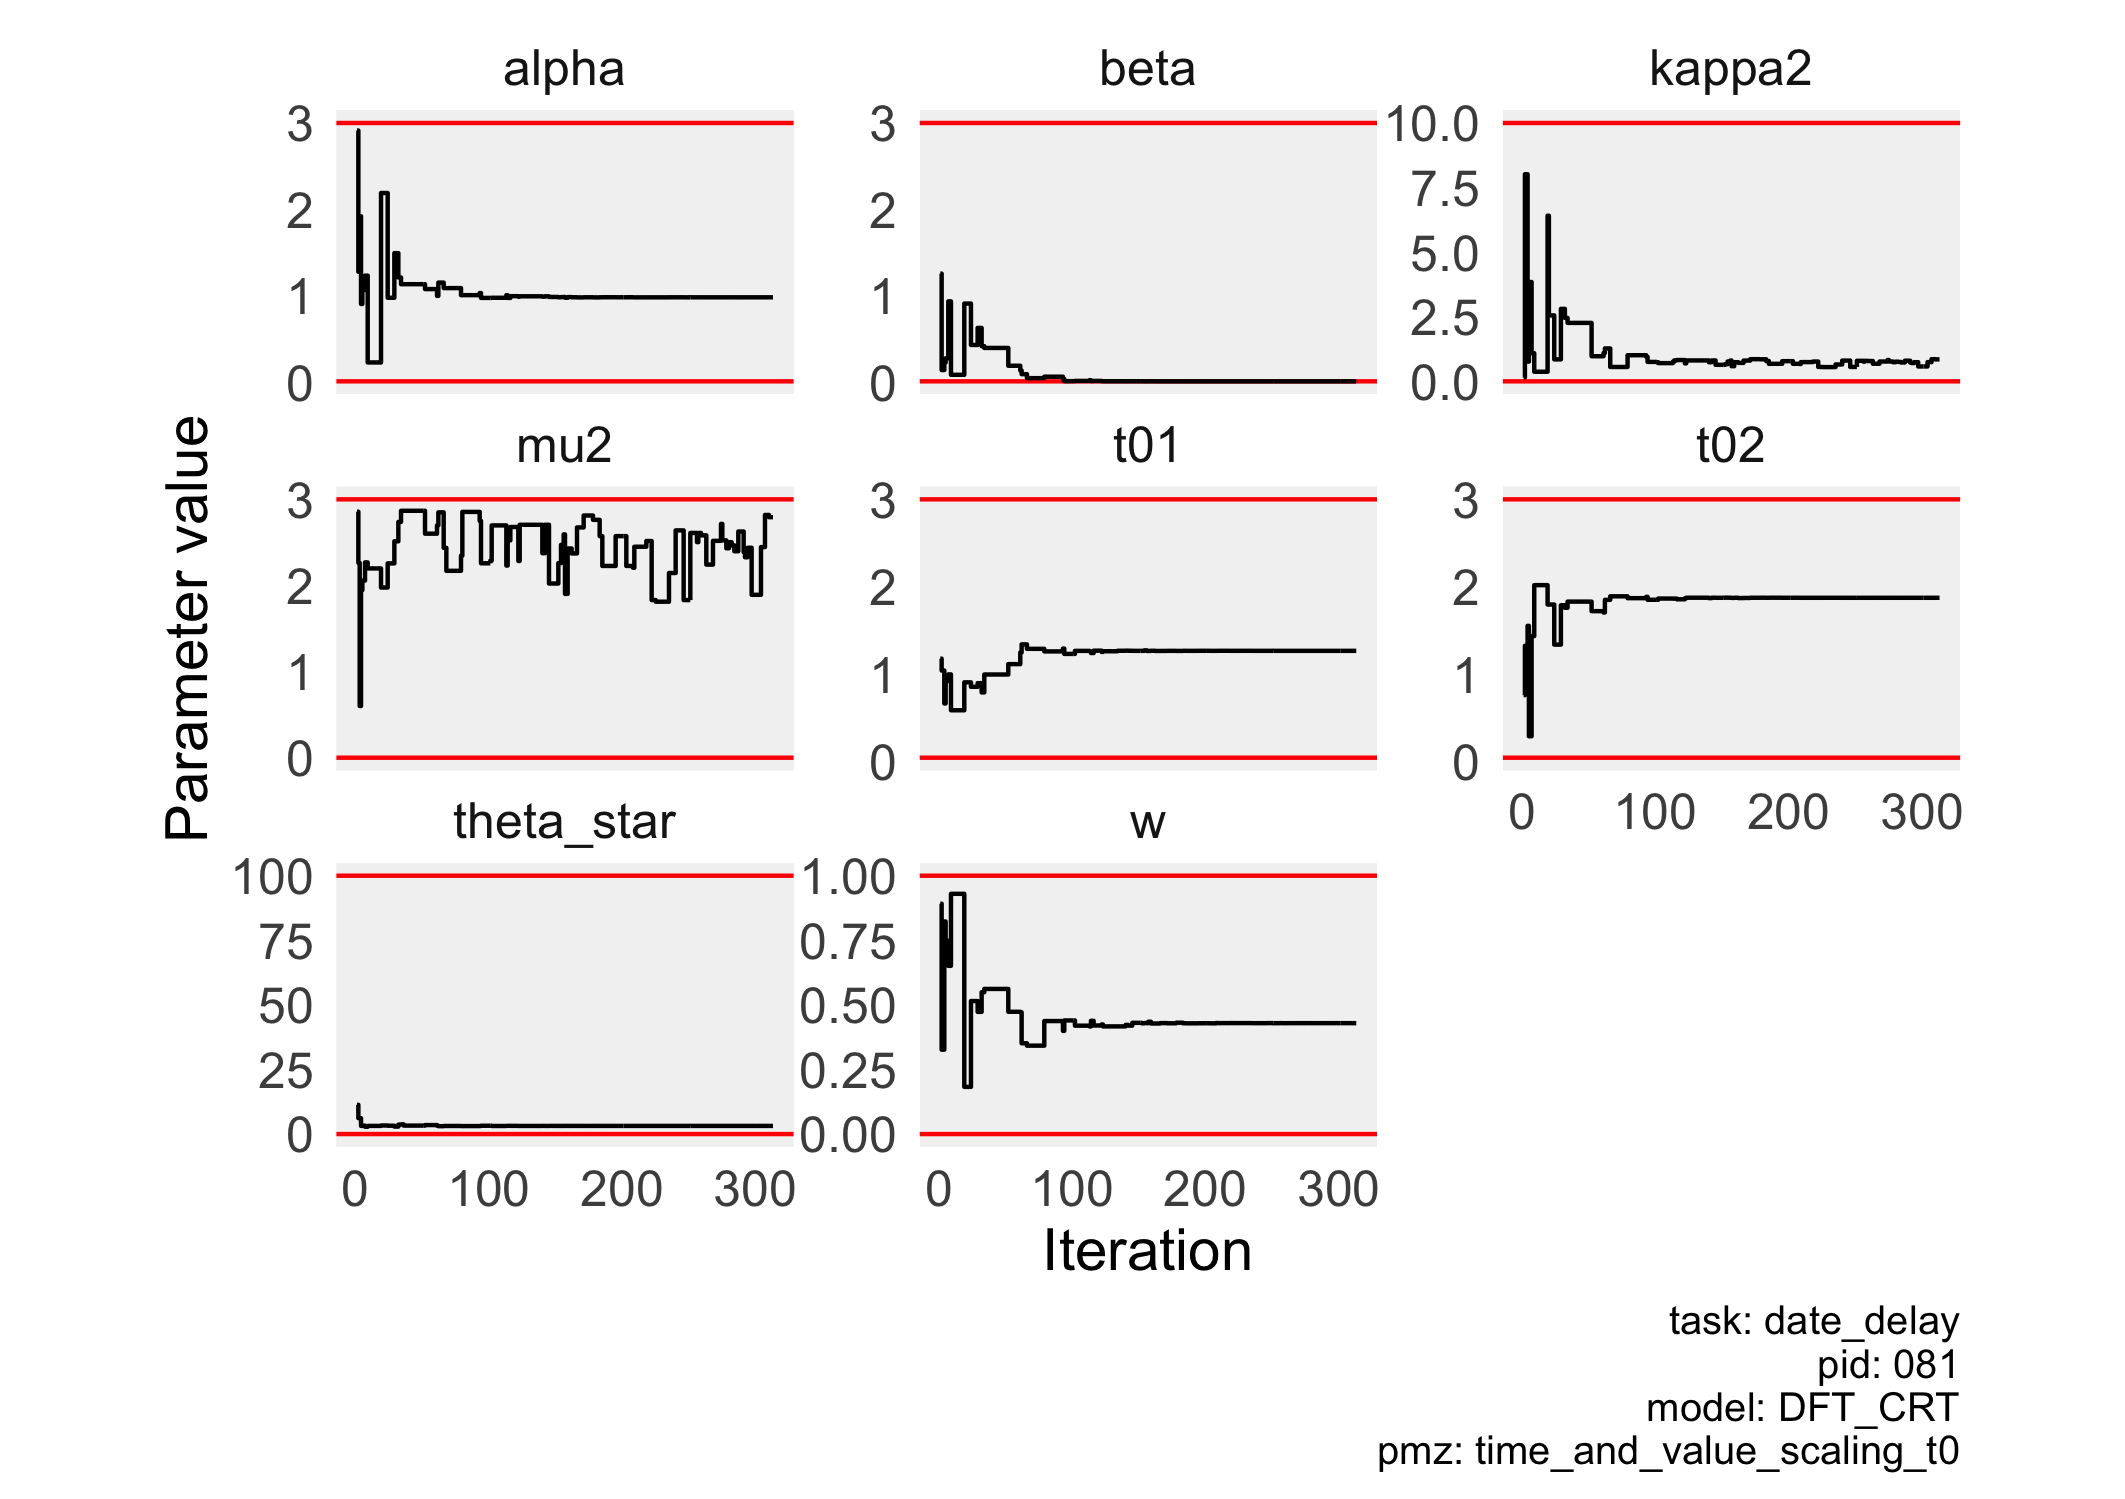 alpha beta kappa2
3 3 10.0
2 2 7.5
1 1 5.0
0 0 2.5
0.0
mu2 t01 t02
3 3 3
2 2 2
1 1 1
0 0 0
0 100 200 300
theta_star w
100 1.00
75 0.75
50 0.50
25 0.25
0 0.00
0 100 200 300 0 100 200 300
Parameter value
Iteration
task: date_delay
pid: 081
model: DFT_CRT
pmz: time_and_value_scaling_t0